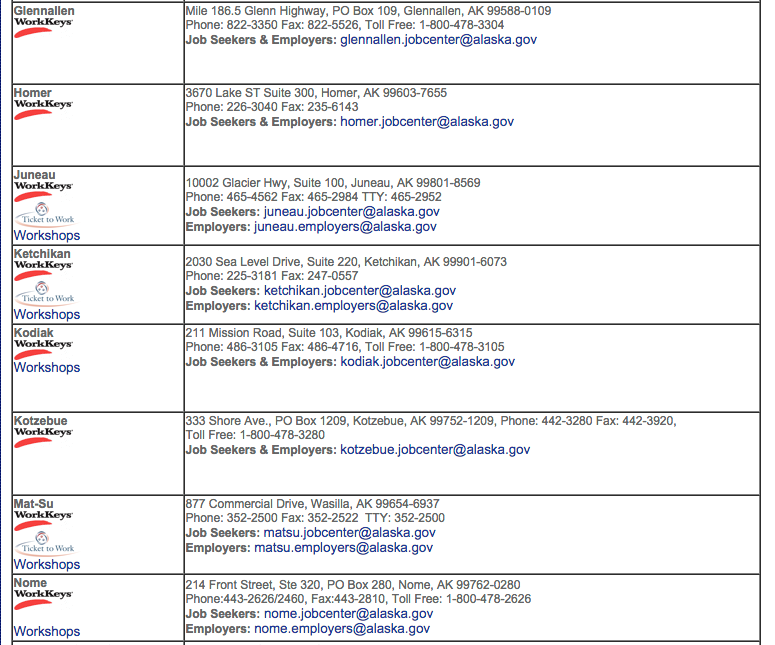 Glennallen
WorkKeys
Mile 186.5 Glenn Highway, PO Box 109, Glennallen, AK 99588-0109
Phone: 822-3350 Fax: 822-5526, Toll Free: 1-800-478-3304
Job Seekers & Employers: glennallen.jobcenter@alaska.gov
Homer
WorkKeys
3670 Lake ST Suite 300, Homer, AK 99603-7655
Phone: 226-3040 Fax: 235-6143
Job Seekers & Employers: homer.jobcenter@alaska.gov
Juneau
WorkKeys
Ticket to Work
Workshops
10002 Glacier Hwy, Suite 100, Juneau, AK 99801-8569
Phone: 465-4562 Fax: 465-2984 TTY: 465-2952
Job Seekers: juneau.jobcenter@alaska.gov
Employers: juneau.employers@alaska.gov
Ketchikan
WorkKeys
Ticket to Work
Workshops
2030 Sea Level Drive, Suite 220, Ketchikan, AK 99901-6073
Phone: 225-3181 Fax: 247-0557
Job Seekers: ketchikan.jobcenter@alaska.gov
Employers: ketchikan.employers@alaska.gov
Kodiak
WorkKeys
Workshops
211 Mission Road, Suite 103, Kodiak, AK 99615-6315
Phone: 486-3105 Fax: 486-4716, Toll Free: 1-800-478-3105
Job Seekers & Employers: kodiak.jobcenter@alaska.gov
Kotzebue
WorkKeys
333 Shore Ave., PO Box 1209, Kotzebue, AK 99752-1209, Phone: 442-3280 Fax: 442-3920,
Toll Free: 1-800-478-3280
Job Seekers & Employers: kotzebue.jobcenter@alaska.gov
Mat-Su
WorkKeys
Ticket to Work
Workshops
877 Commercial Drive, Wasilla, AK 99654-6937
Phone: 352-2500 Fax: 352-2522 TTY: 352-2500
Job Seekers: matsu.jobcenter@alaska.gov
Employers: matsu.employers@alaska.gov
Nome
WorkKeys
Workshops
214 Front Street, Ste 320, PO Box 280, Nome, AK 99762-0280
Phone:443-2626/2460, Fax:443-2810, Toll Free: 1-800-478-2626
Job Seekers: nome.jobcenter@alaska.gov
Employers: nome.employers@alaska.gov